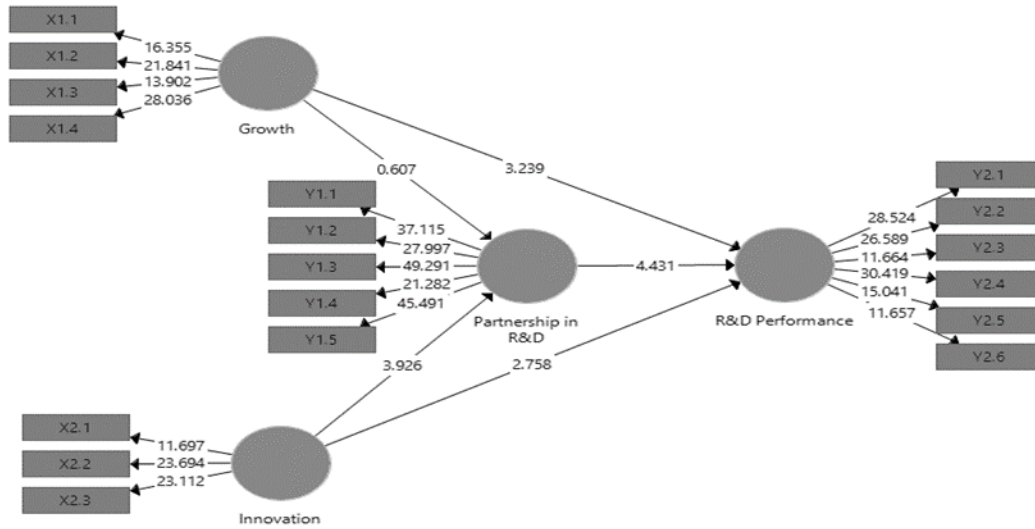 X1.1
X1.2
X1.3
X1.4
16.355
21.841
13.902
28.036
Growth
0.607
3.239
Y1.1
Y1.2
Y1.3
Y1.4
Y1.5
37.115
27.997
49.291
21.282
45.491
Partnership in
R&D
4.431
R&D Performance
Y2.1
Y2.2
Y2.3
Y2.4
Y2.5
Y2.6
28.524
26.589
11.664
30.419
15.041
11.657
3.926
2.758
X2.1
X2.2
X2.3
11.697
23.694
23.112
Innovation